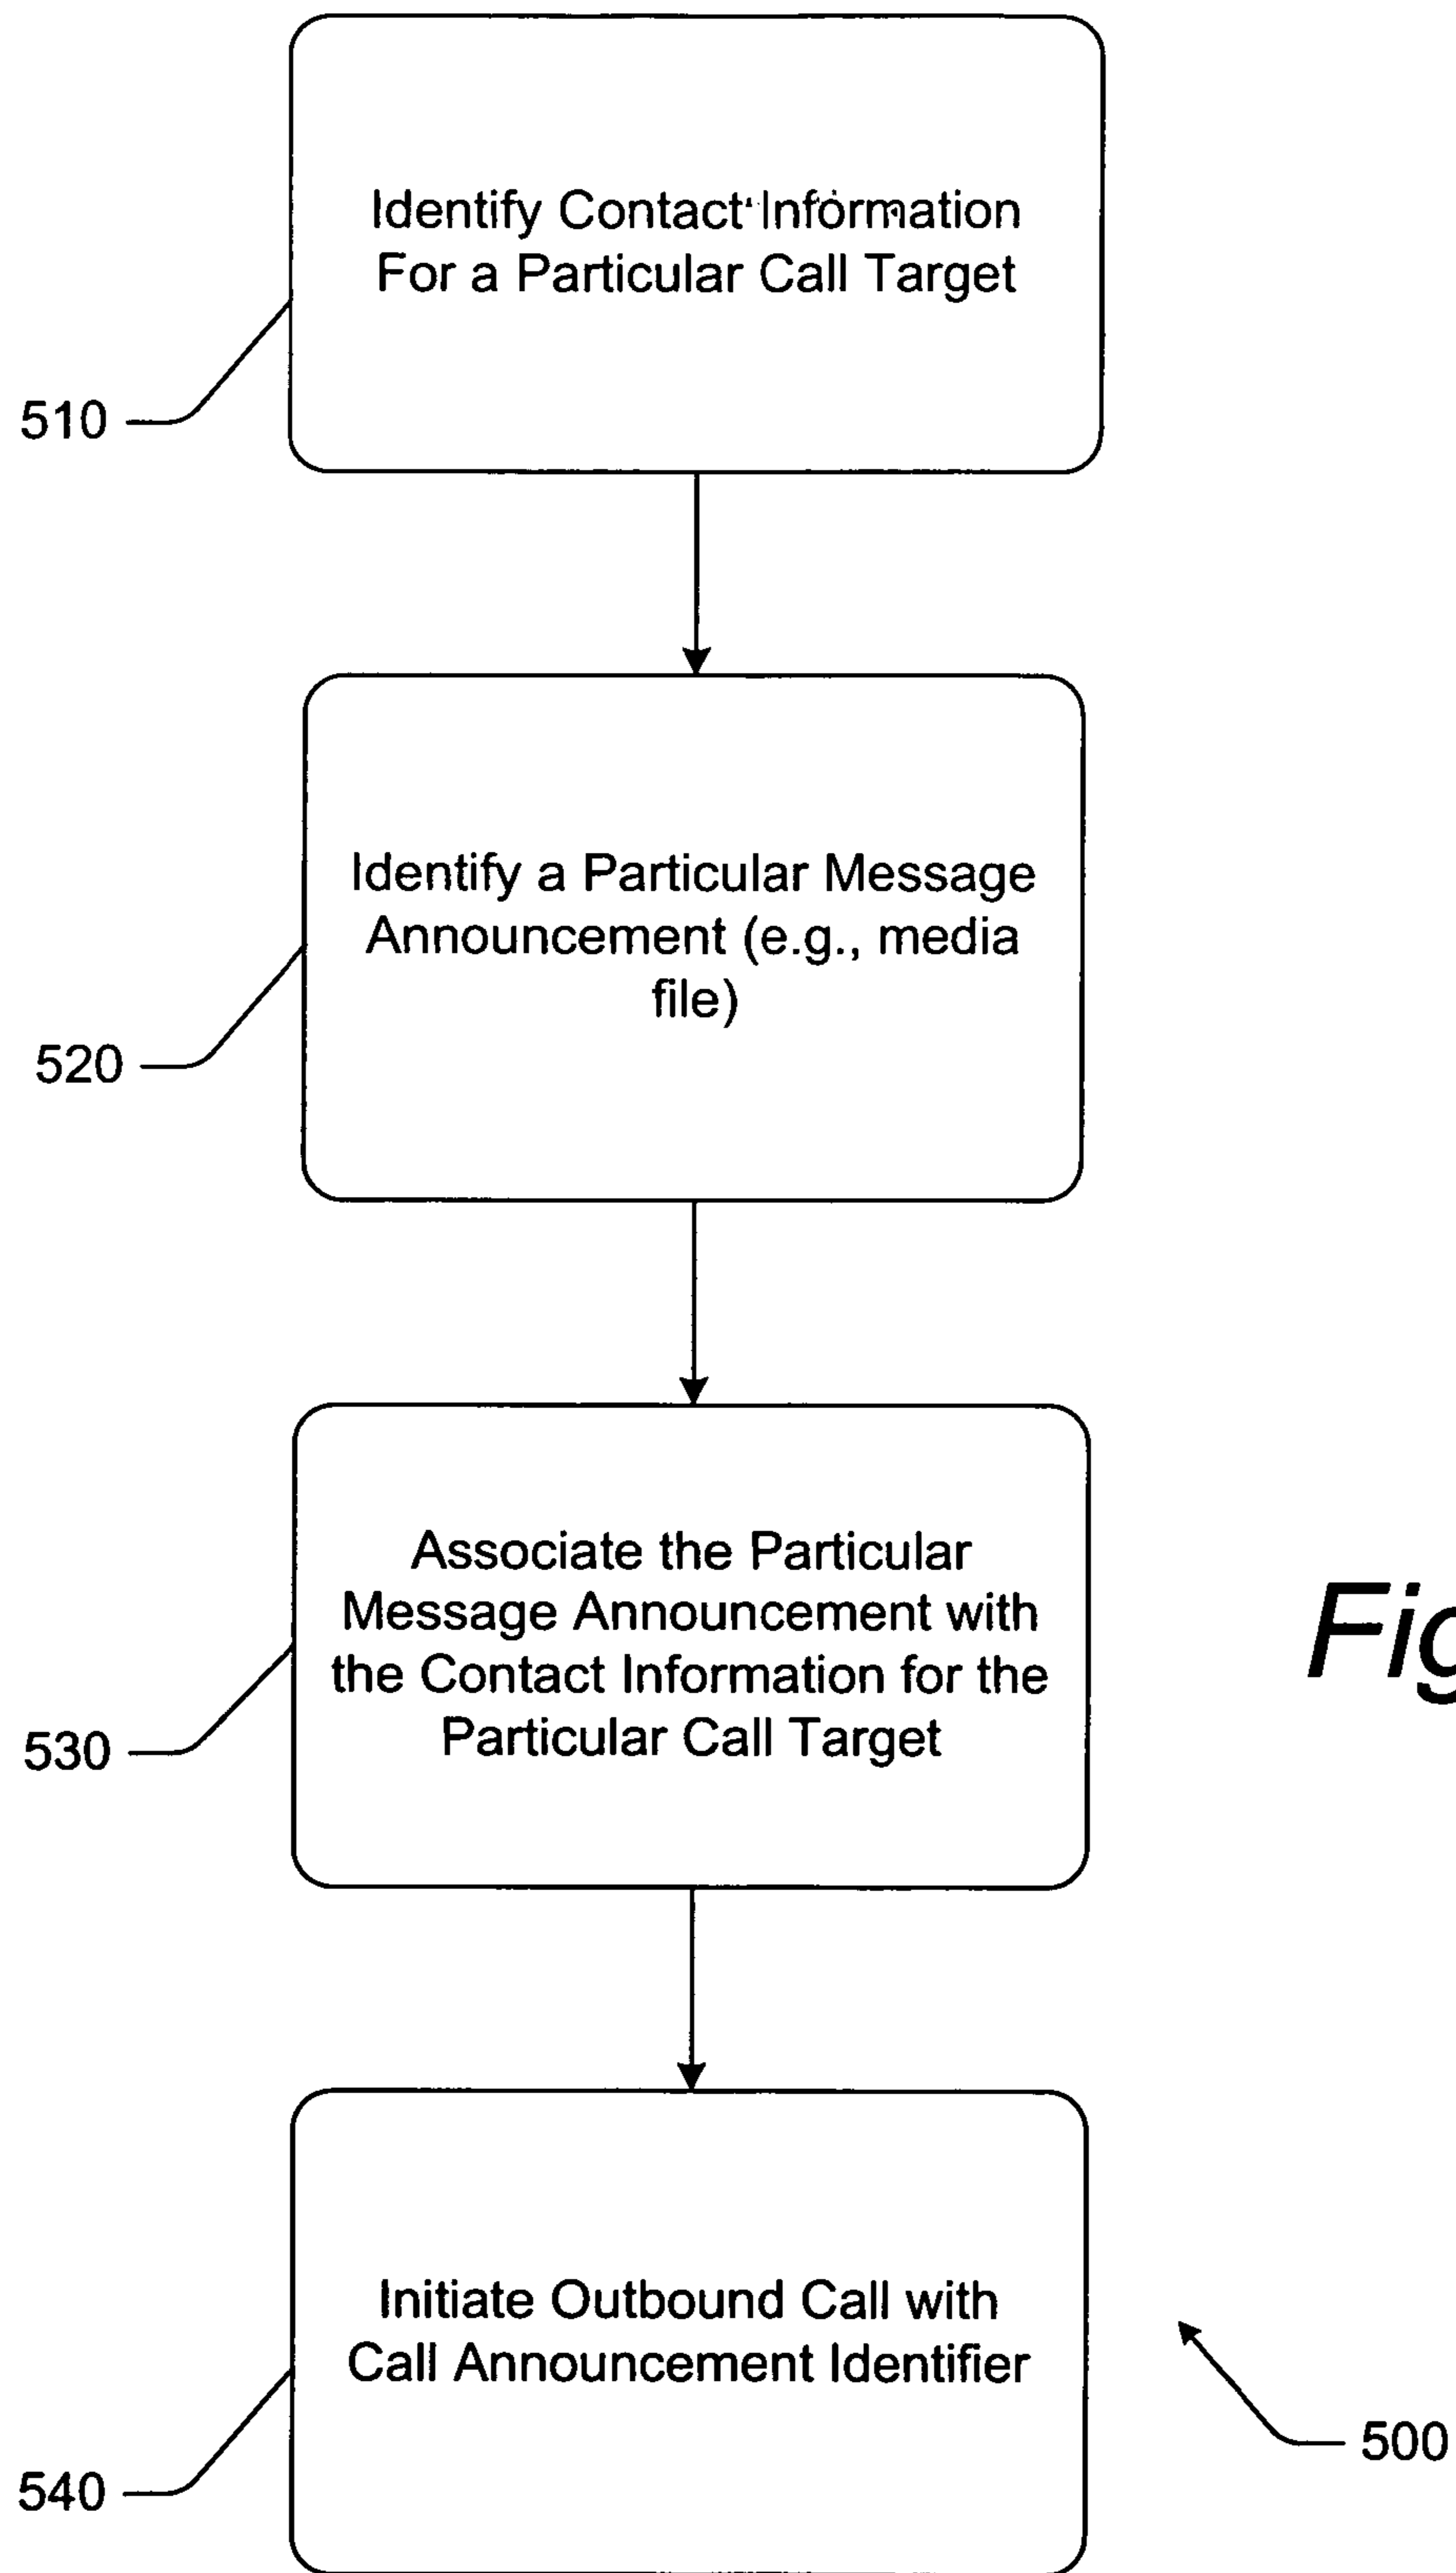 Identify Contact Information
For a Particular Call Target
510
Identify a Particular Message
Announcement (e.g., media
file)
520
Associate the Particular
Message Announcement with
the Contact Information for the
Particular Call Target
530
Initiate Outbound Call with
Call Announcement Identifier
540
500